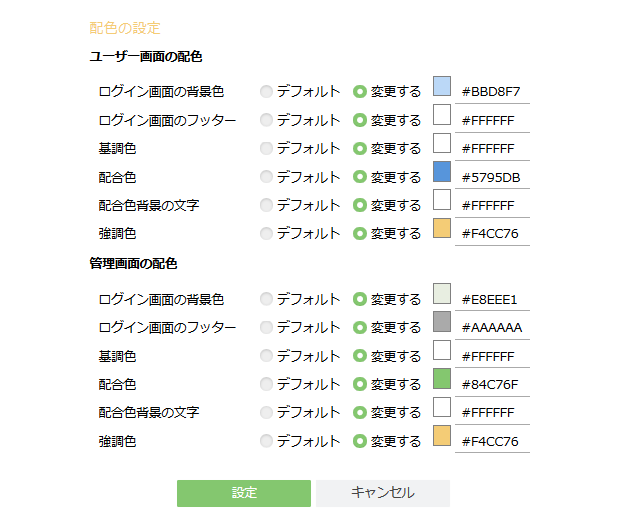 配色の設定
ユーザー画面の配色
ログイン画面の背景色 デフォルト 変更する #BBD8F7
ログイン画面のフッター デフォルト 変更する #FFFFFF
基調色 デフォルト 変更する #FFFFFF
配合色 デフォルト 変更する #5795DB
配合色背景の文字 デフォルト 変更する #FFFFFF
強調色 デフォルト 変更する #F4CC76
管理画面の配色
ログイン画面の背景色 デフォルト 変更する #E8EEE1
ログイン画面のフッター デフォルト 変更する #AAAAAA
基調色 デフォルト 変更する #FFFFFF
配合色 デフォルト 変更する #84C76F
配合色背景の文字 デフォルト 変更する #FFFFFF
強調色 デフォルト 変更する #F4CC76
設定 キャンセル